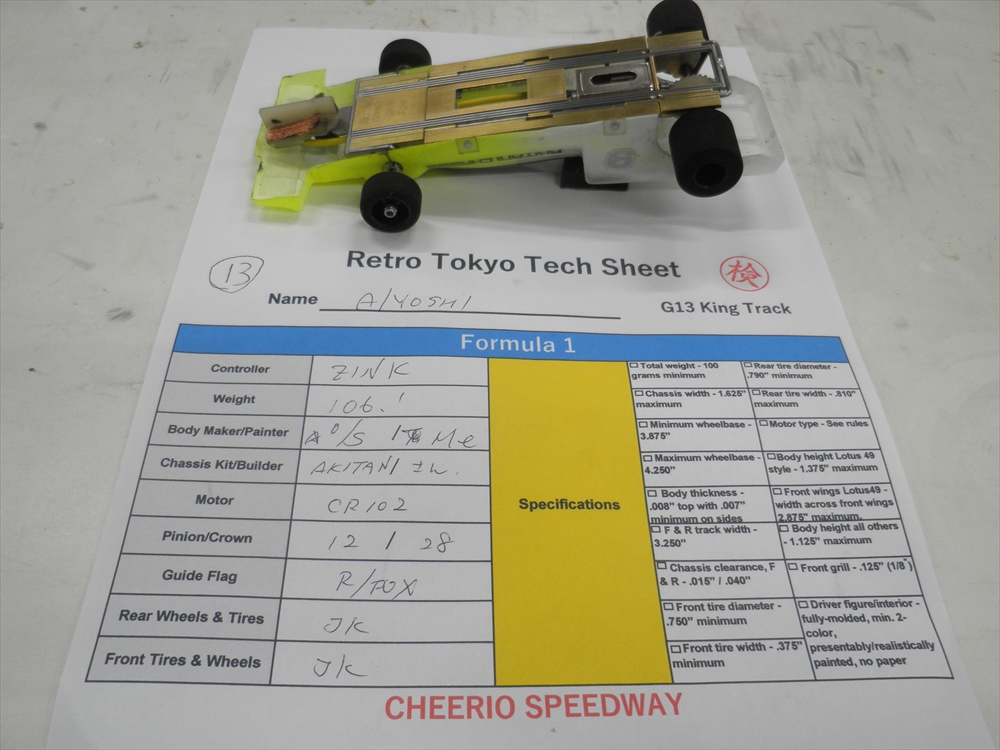 13
Retro Tokyo Tech Sheet
検
Name A/YOSHI
G13 King Track
Formula 1
Controller ZINK
Weight 106.1
Body Maker/Painter O/S / Me
Chassis Kit/Builder AKITANI
Motor CR102
Pinion/Crown 12 / 28
Guide Flag R/FOX
Rear Wheels & Tires JK
Front Tires & Wheels JK
Specifications
Total weight - 100
grams minimum
Chassis width - 1.625"
maximum
Minimum wheelbase -
3.875"
Maximum wheelbase -
4.250"
Body thickness -
.008" top with .007"
minimum on sides
F & R track width -
3.250"
Chassis clearance, F
& R - .015" / .040"
Front tire diameter -
.750" minimum
Front tire width - .375"
minimum
Rear tire diameter -
.790" minimum
Rear tire width - .810"
maximum
Motor type - See rules
Body height Lotus 49
style - 1.375" maximum
Front wings Lotus49 -
width across front wings
2.875" maximum.
Body height all others
- 1.125" maximum
Front grill - .125" (1/8")
Driver figure/interior -
fully-molded, min. 2-
color,
presentably/realistically
painted, no paper
CHEERIO SPEEDWAY